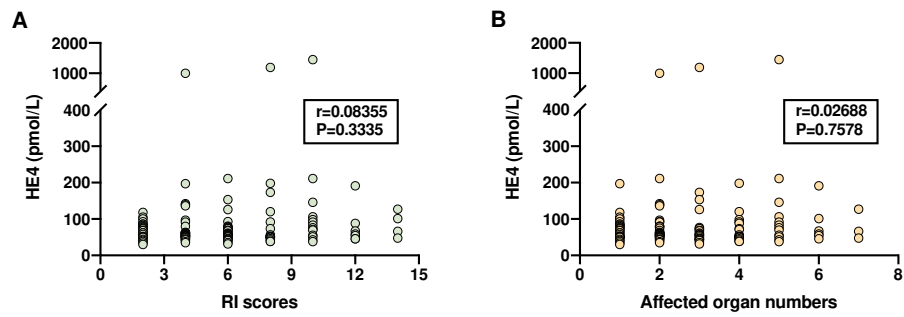 A
HE4 (pmol/L)
2000
1000
400
300
200
100
0
r=0.08355
P=0.3335
0 3 6 9 12 15
RI scores
B
HE4 (pmol/L)
2000
1000
400
300
200
100
0
r=0.02688
P=0.7578
0 2 4 6 8
Affected organ numbers